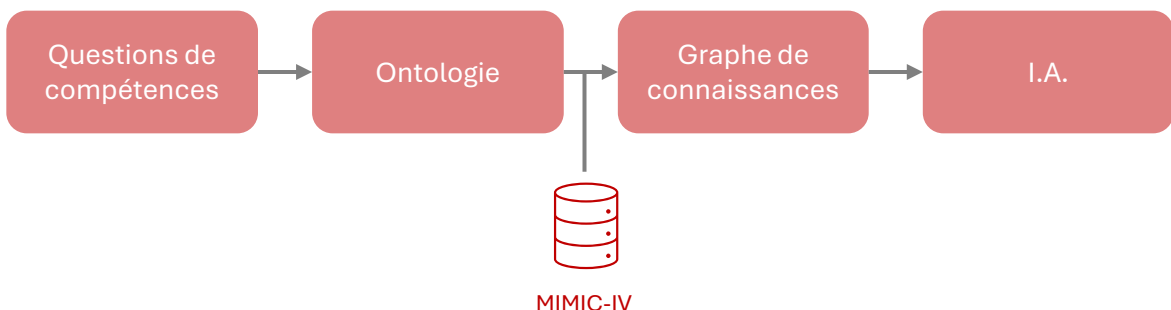 Questions de
compétences
Ontologie
Graphe de
connaissances
I.A.
MIMIC-IV